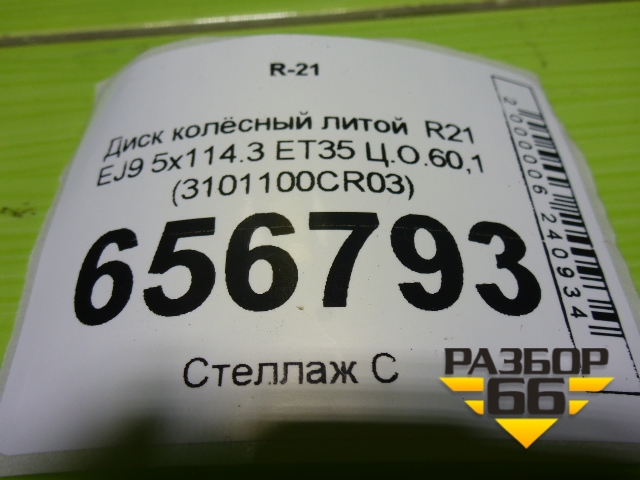 R-21
Диск колёсный литой R21
EJ9 5x114.3 ET35 Ц.О.60,1
(3101100CR03)
656793
Стеллаж С
2000006240934
РАЗБОР
66